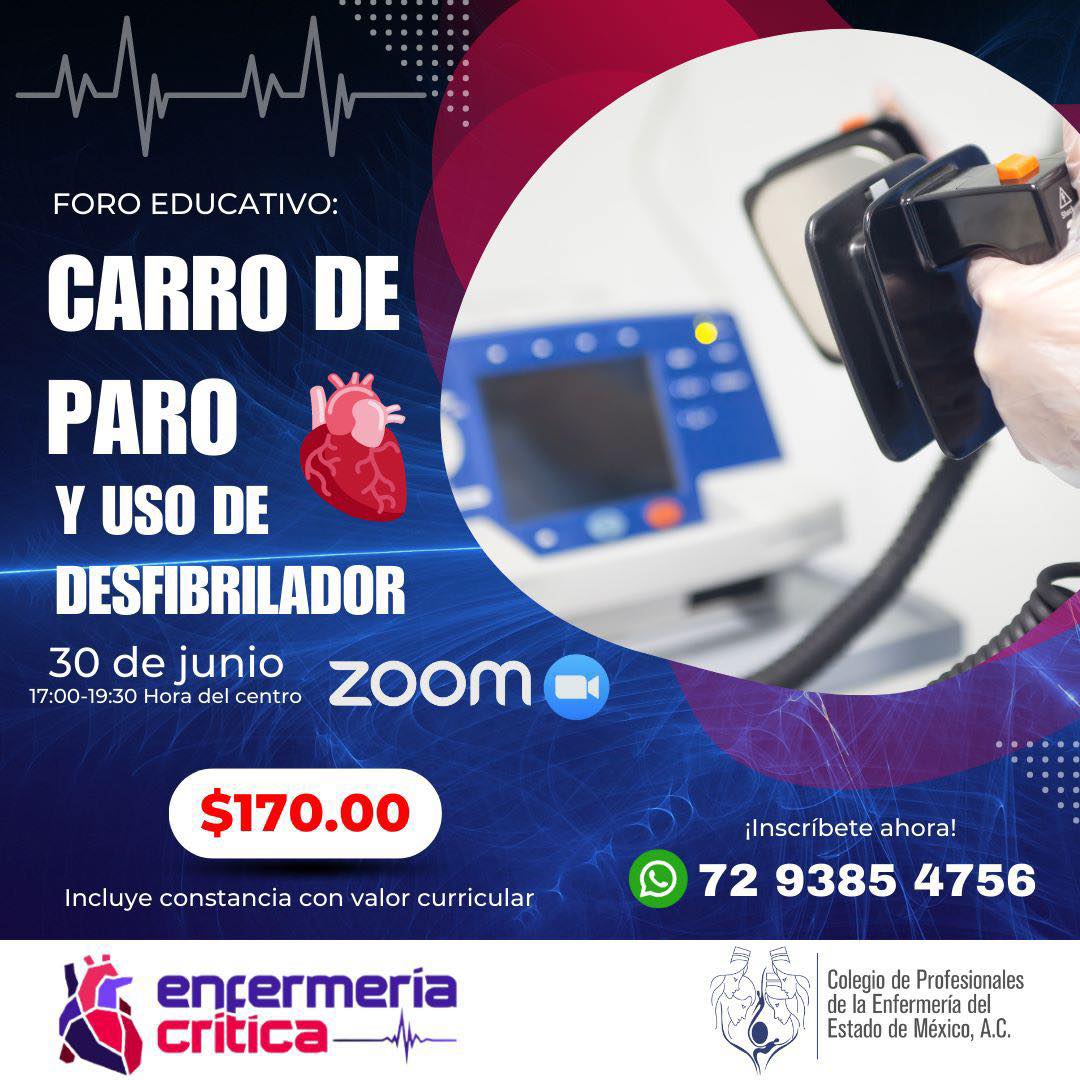 FORO EDUCATIVO:
CARRO DE
PARO
Y USO DE
DESFIBRILADOR
30 de junio
17:00-19:30 Hora del centro
zoom
$170.00
Incluye constancia con valor curricular
¡Inscríbete ahora!
72 9385 4756
enfermería
crítica
Colegio de Profesionales
de la Enfermería del
Estado de México, A.C.